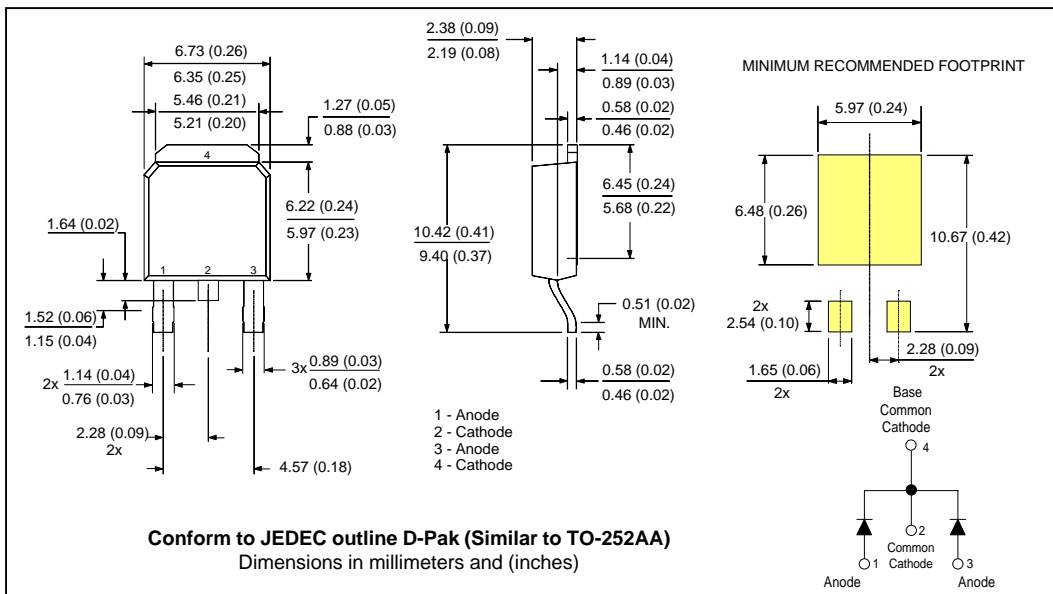 6.73 (0.26)
6.35 (0.25)
5.46 (0.21)
5.21 (0.20)
1.27 (0.05)
0.88 (0.03)
4
6.22 (0.24)
5.97 (0.23)
1.64 (0.02)
1 2 3
1.52 (0.06)
1.15 (0.04)
2x 1.14 (0.04)
0.76 (0.03)
3x 0.89 (0.03)
0.64 (0.02)
2.28 (0.09)
2x
4.57 (0.18)
2.38 (0.09)
2.19 (0.08)
1.14 (0.04)
0.89 (0.03)
0.58 (0.02)
0.46 (0.02)
6.45 (0.24)
5.68 (0.22)
10.42 (0.41)
9.40 (0.37)
0.51 (0.02)
MIN.
0.58 (0.02)
0.46 (0.02)
1 - Anode
2 - Cathode
3 - Anode
4 - Cathode
MINIMUM RECOMMENDED FOOTPRINT
5.97 (0.24)
6.48 (0.26)
10.67 (0.42)
2x
2.54 (0.10)
2.28 (0.09)
2x
1.65 (0.06)
2x
Base
Common
Cathode
4
2
Common
Cathode
1
Anode
3
Anode
Conform to JEDEC outline D-Pak (Similar to TO-252AA)
Dimensions in millimeters and (inches)